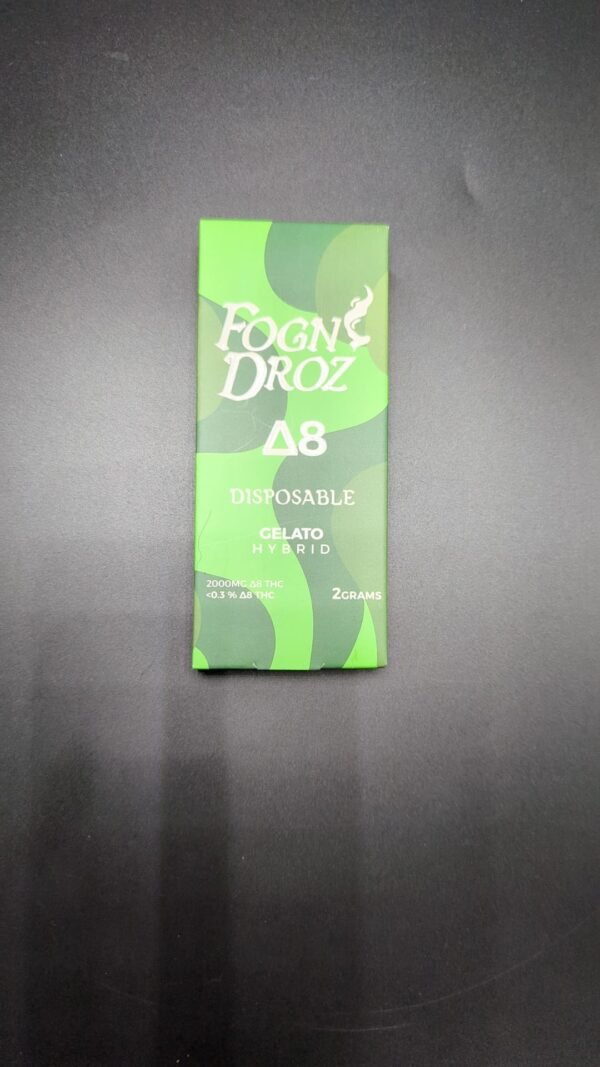 FOGN
DROZ
Δ8
DISPOSABLE
GELATO
HYBRID
2000MG Δ8 THC
<0.3 % Δ8 THC
2GRAMS